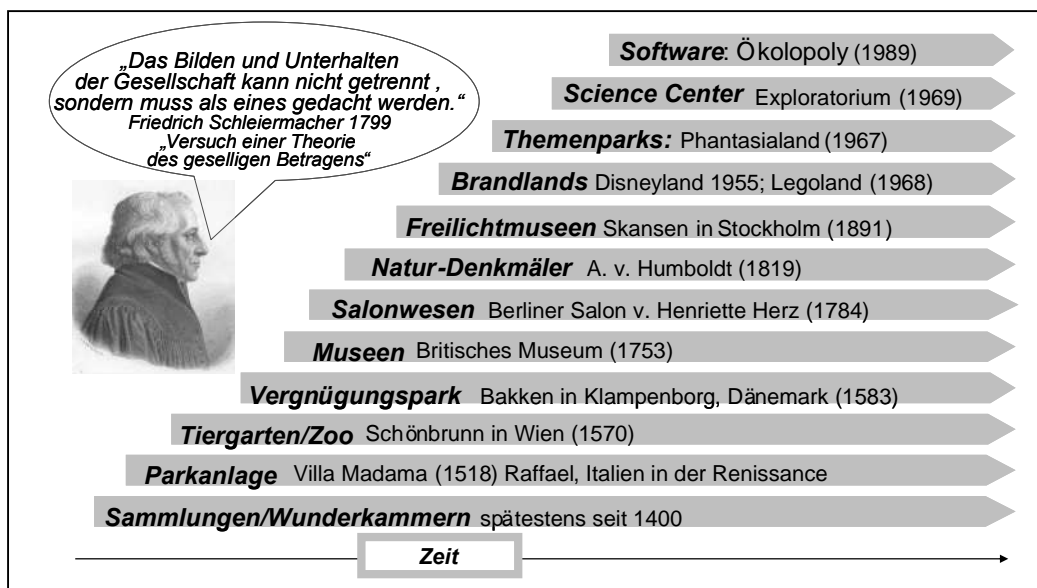 „Das Bilden und Unterhalten
der Gesellschaft kann nicht getrennt ,
sondern muss als eines gedacht werden.“
Friedrich Schleiermacher 1799
„Versuch einer Theorie
des geselligen Betragens“
Software: Ökolopoly (1989)
Science Center Exploratorium (1969)
Themenparks: Phantasialand (1967)
Brandlands Disneyland 1955; Legoland (1968)
Freilichtmuseen Skansen in Stockholm (1891)
Natur-Denkmäler A. v. Humboldt (1819)
Salonwesen Berliner Salon v. Henriette Herz (1784)
Museen Britisches Museum (1753)
Vergnügungspark Bakken in Klampenborg, Dänemark (1583)
Tiergarten/Zoo Schönbrunn in Wien (1570)
Parkanlage Villa Madama (1518) Raffael, Italien in der Renissance
Sammlungen/Wunderkammern spätestens seit 1400
Zeit